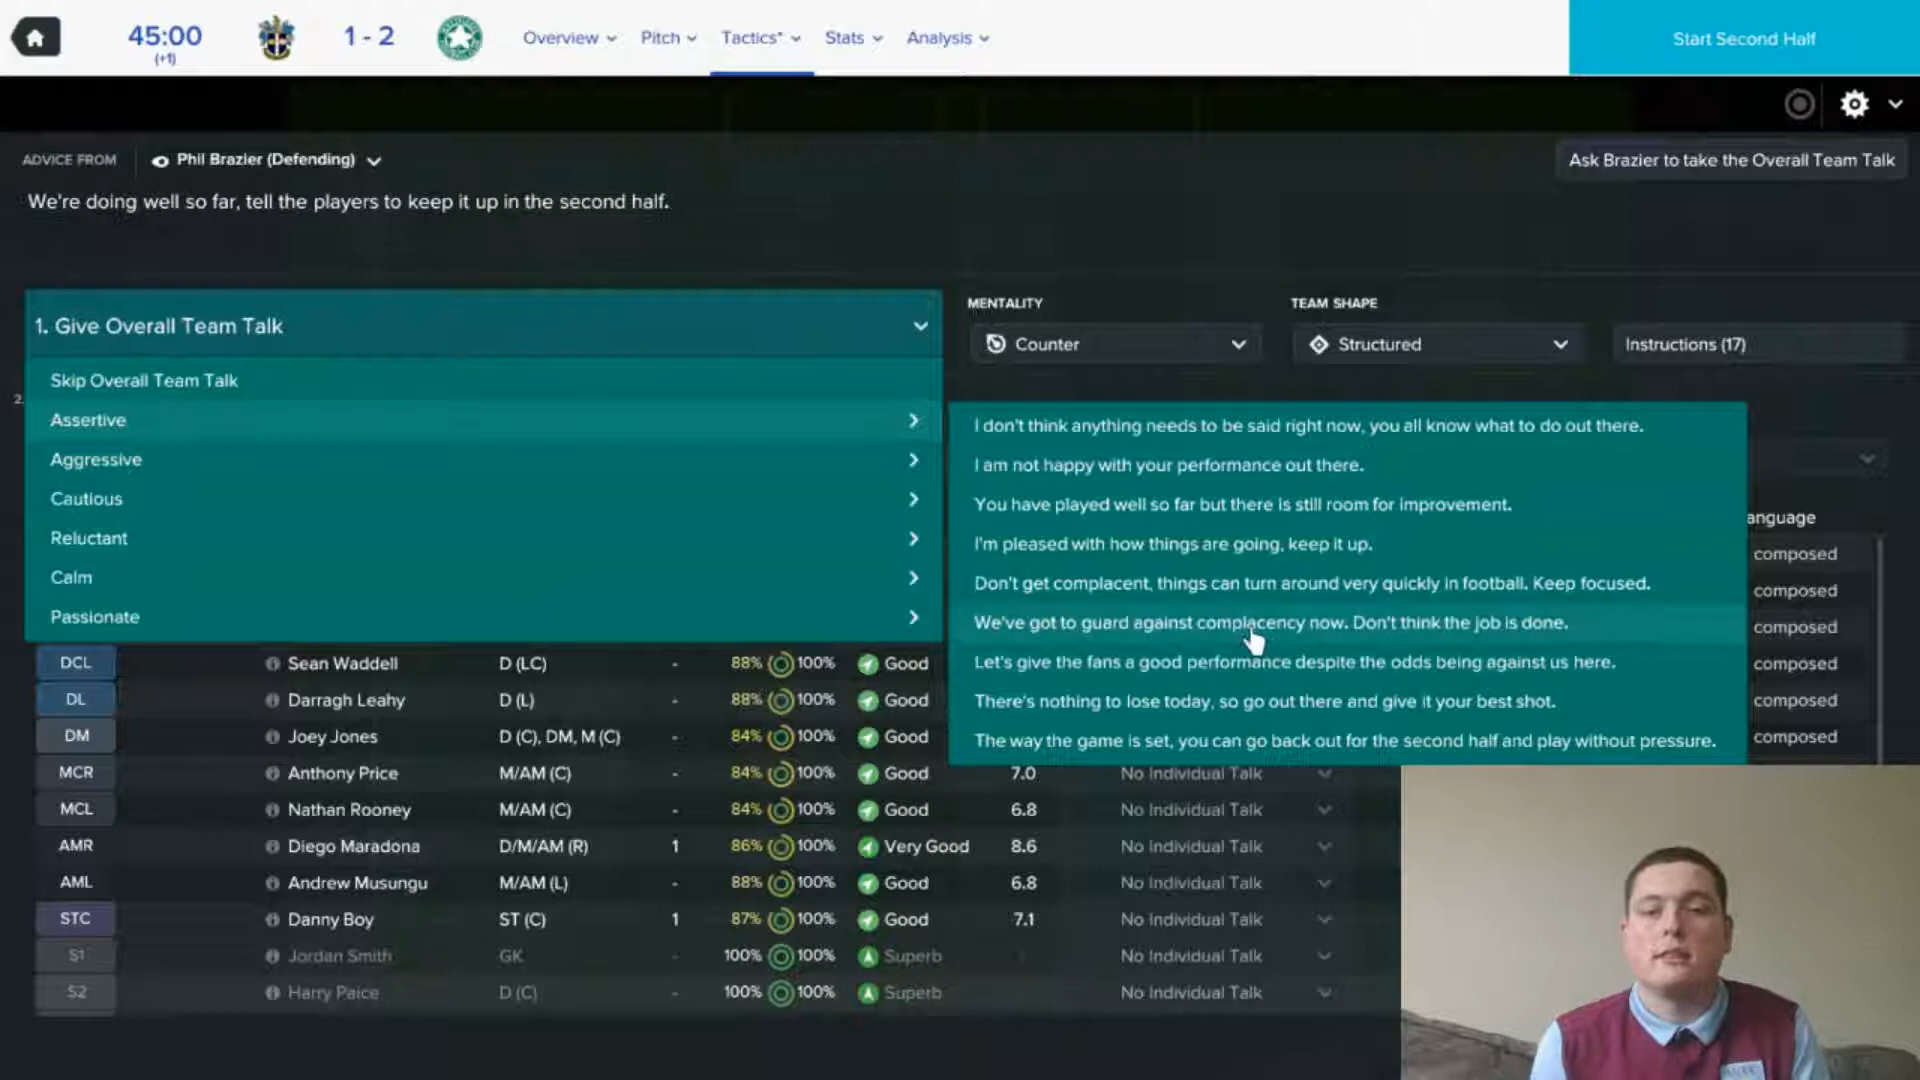 45:00
(+1)
1 - 2
Overview
Pitch
Tactics*
Stats
Analysis
Start Second Half
ADVICE FROM
Phil Brazier (Defending)
Ask Brazier to take the Overall Team Talk
We're doing well so far, tell the players to keep it up in the second half.
1. Give Overall Team Talk
MENTALITY
TEAM SHAPE
Counter
Structured
Instructions (17)
Skip Overall Team Talk
2.
Assertive
Aggressive
Cautious
Reluctant
Calm
Passionate
I don't think anything needs to be said right now, you all know what to do out there.
I am not happy with your performance out there.
You have played well so far but there is still room for improvement.
I'm pleased with how things are going, keep it up.
Don't get complacent, things can turn around very quickly in football. Keep focused.
We've got to guard against complacency now. Don't think the job is done.
Let's give the fans a good performance despite the odds being against us here.
There's nothing to lose today, so go out there and give it your best shot.
The way the game is set, you can go back out for the second half and play without pressure.
anguage
composed
composed
composed
composed
composed
composed
DCL Sean Waddell D (LC) - 88% 100% Good
DL Darragh Leahy D (L) - 88% 100% Good
DM Joey Jones D (C), DM, M (C) - 84% 100% Good
MCR Anthony Price M/AM (C) - 84% 100% Good 7.0 No Individual Talk
MCL Nathan Rooney M/AM (C) - 84% 100% Good 6.8 No Individual Talk
AMR Diego Maradona D/M/AM (R) 1 86% 100% Very Good 8.6 No Individual Talk
AML Andrew Musungu M/AM (L) - 88% 100% Good 6.8 No Individual Talk
STC Danny Boy ST (C) 1 87% 100% Good 7.1 No Individual Talk
S1 Jordan Smith GK - 100% 100% Superb - No Individual Talk
S2 Harry Paice D (C) - 100% 100% Superb No Individual Talk